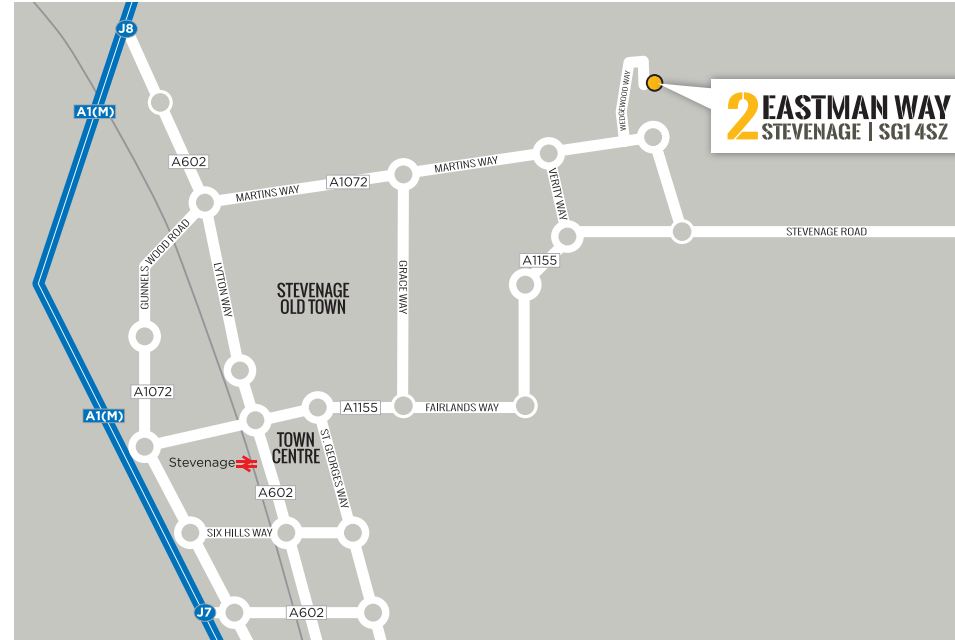 J8
A1(M)
WEDGEWOOD WAY
2 EASTMAN WAY
STEVENAGE | SG1 4SZ
A602
MARTINS WAY
A1072
MARTINS WAY
VERITY WAY
GUNNELS WOOD ROAD
STEVENAGE ROAD
LYTTON WAY
GRACE WAY
A1155
STEVENAGE
OLD TOWN
A1072
A1(M)
A1155
FAIRLANDS WAY
TOWN
CENTRE
ST. GEORGES WAY
Stevenage
A602
SIX HILLS WAY
J7
A602